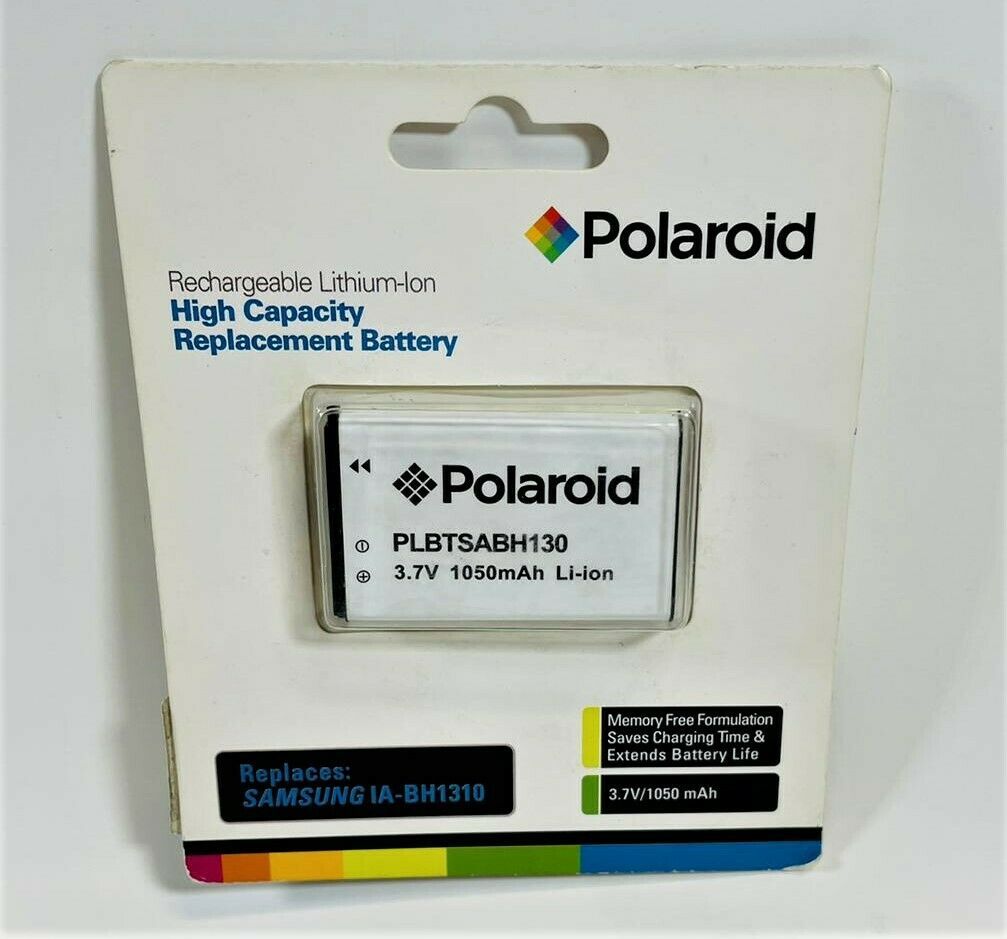 Polaroid
Rechargeable Lithium-Ion
High Capacity
Replacement Battery
Polaroid
PLBTSABH130
3.7V 1050mAh Li-ion
Memory Free Formulation
Saves Charging Time &
Extends Battery Life
3.7V/1050 mAh
Replaces:
SAMSUNG IA-BH1310